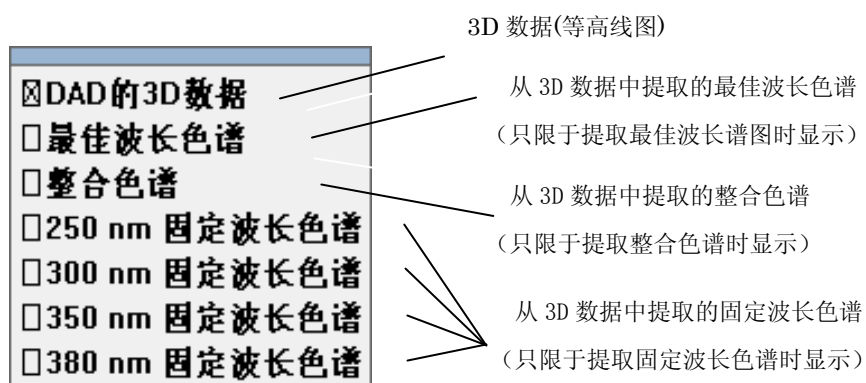 3D 数据(等高线图)
☒DAD的3D数据
从 3D 数据中提取的最佳波长色谱
□最佳波长色谱
（只限于提取最佳波长谱图时显示）
□整合色谱
从 3D 数据中提取的整合色谱
□250 nm 固定波长色谱
（只限于提取整合色谱时显示）
□300 nm 固定波长色谱
□350 nm 固定波长色谱
从 3D 数据中提取的固定波长色谱
□380 nm 固定波长色谱
（只限于提取固定波长色谱时显示）